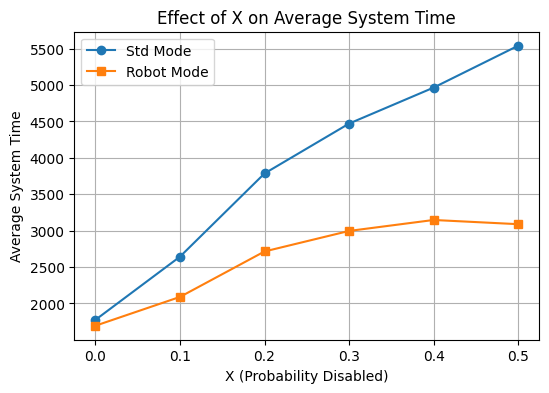 Effect of X on Average System Time
Std Mode
Robot Mode
Average System Time
5500
5000
4500
4000
3500
3000
2500
2000
0.0 0.1 0.2 0.3 0.4 0.5
X (Probability Disabled)